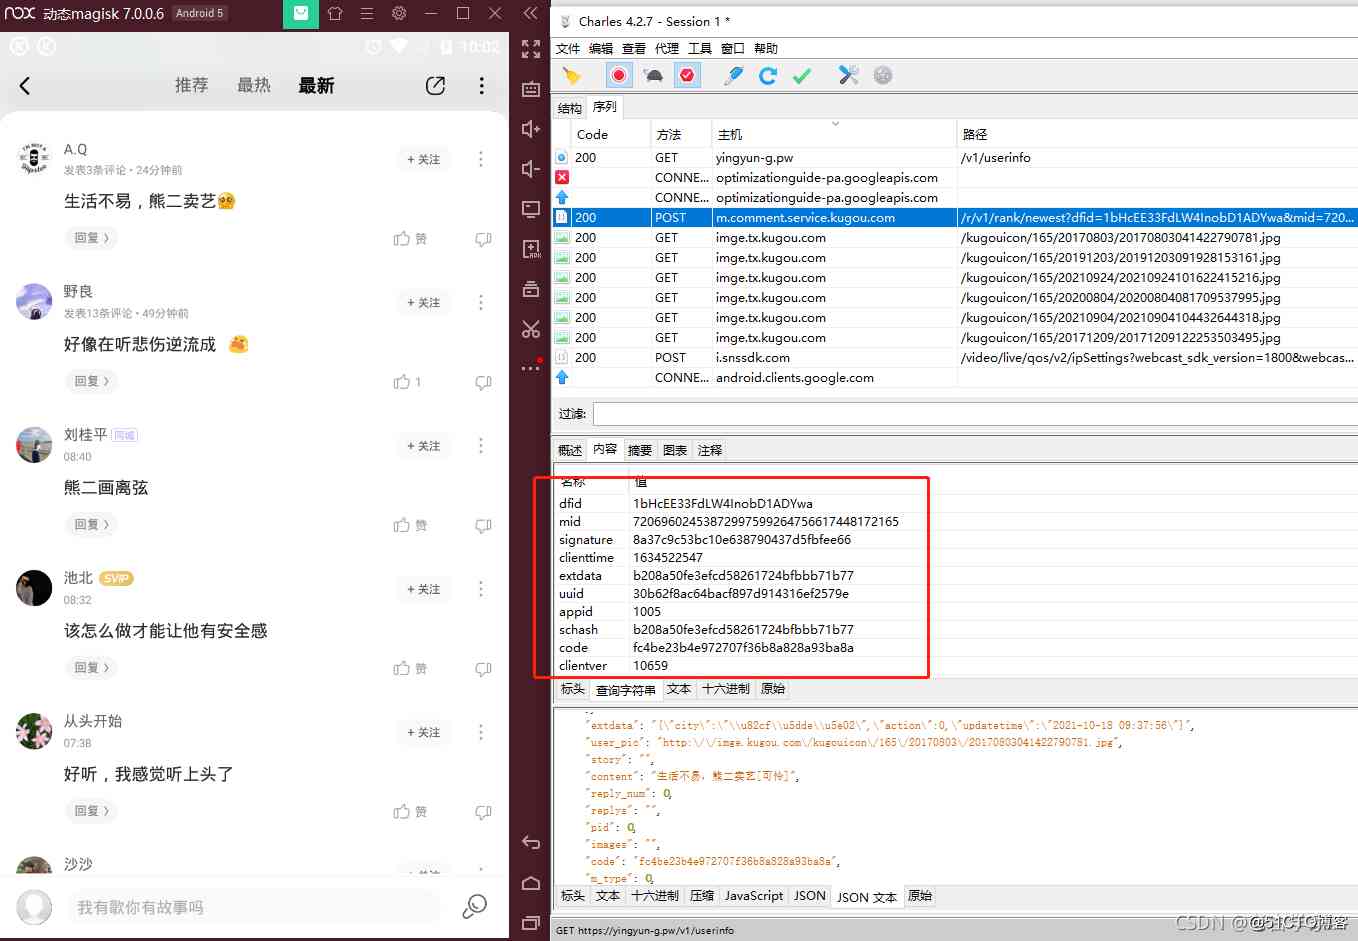 nox 动态magisk 7.0.0.6 Android 5
10:02
推荐 最热 最新
A.Q
发表3条评论 • 24分钟前
+ 关注
生活不易，熊二卖艺
回复 〉
赞
野良
发表13条评论 • 49分钟前
+ 关注
好像在听悲伤逆流成
回复 〉
1
刘桂平 同城
08:40
+ 关注
熊二画离弦
回复 〉
赞
池北 SVIP
08:32
+ 关注
该怎么做才能让他有安全感
回复 〉
赞
从头开始
07:38
+ 关注
好听，我感觉听上头了
回复 〉
赞
沙沙
我有歌你有故事吗
Charles 4.2.7 - Session 1 *
文件 编辑 查看 代理 工具 窗口 帮助
结构 序列
Code 方法 主机 路径
200 GET yingyun-g.pw /v1/userinfo
CONNE... optimizationguide-pa.googleapis.com
CONNE... optimizationguide-pa.googleapis.com
200 POST m.comment.service.kugou.com /r/v1/rank/newest?dfid=1bHcEE33FdLW4InobD1ADYwa&mid=720...
200 GET imge.tx.kugou.com /kugouicon/165/20170803/20170803041422790781.jpg
200 GET imge.tx.kugou.com /kugouicon/165/20191203/20191203091928153161.jpg
200 GET imge.tx.kugou.com /kugouicon/165/20210924/20210924101622415216.jpg
200 GET imge.tx.kugou.com /kugouicon/165/20200804/20200804081709537995.jpg
200 GET imge.tx.kugou.com /kugouicon/165/20210904/20210904104432644318.jpg
200 GET imge.tx.kugou.com /kugouicon/165/20171209/20171209122253503495.jpg
200 POST i.snssdk.com /video/live/qos/v2/ipSettings?webcast_sdk_version=1800&webcas...
CONNE... android.clients.google.com
过滤:
概述 内容 摘要 图表 注释
名称 值
dfid 1bHcEE33FdLW4InobD1ADYwa
mid 72069602453872997599264756617448172165
signature 8a37c9c53bc10e638790437d5fbfee66
clienttime 1634522547
extdata b208a50fe3efcd58261724bfbbb71b77
uuid 30b62f8ac64bacf897d914316ef2579e
appid 1005
schash b208a50fe3efcd58261724bfbbb71b77
code fc4be23b4e972707f36b8a828a93ba8a
clientver 10659
标头 查询字符串 文本 十六进制 原始
"extdata": "{\"city\":\"\\u82cf\\u5dde\\u5e02\",\"action\":0,\"updatetime\":\"2021-10-18 09:37:56\"}",
"user_pic": "http:\/\/imge.kugou.com\/kugouicon\/165\/20170803\/20170803041422790781.jpg",
"story": "",
"content": "生活不易，熊二卖艺[可怜]",
"reply_num": 0,
"replys": "",
"pid": 0,
"images": "",
"code": "fc4be23b4e972707f36b8a828a93ba8a",
"m_type": 0,
标头 文本 十六进制 压缩 JavaScript JSON JSON 文本 原始
GET https://yingyun-g.pw/v1/userinfo
CSDN @
@51CTO博客